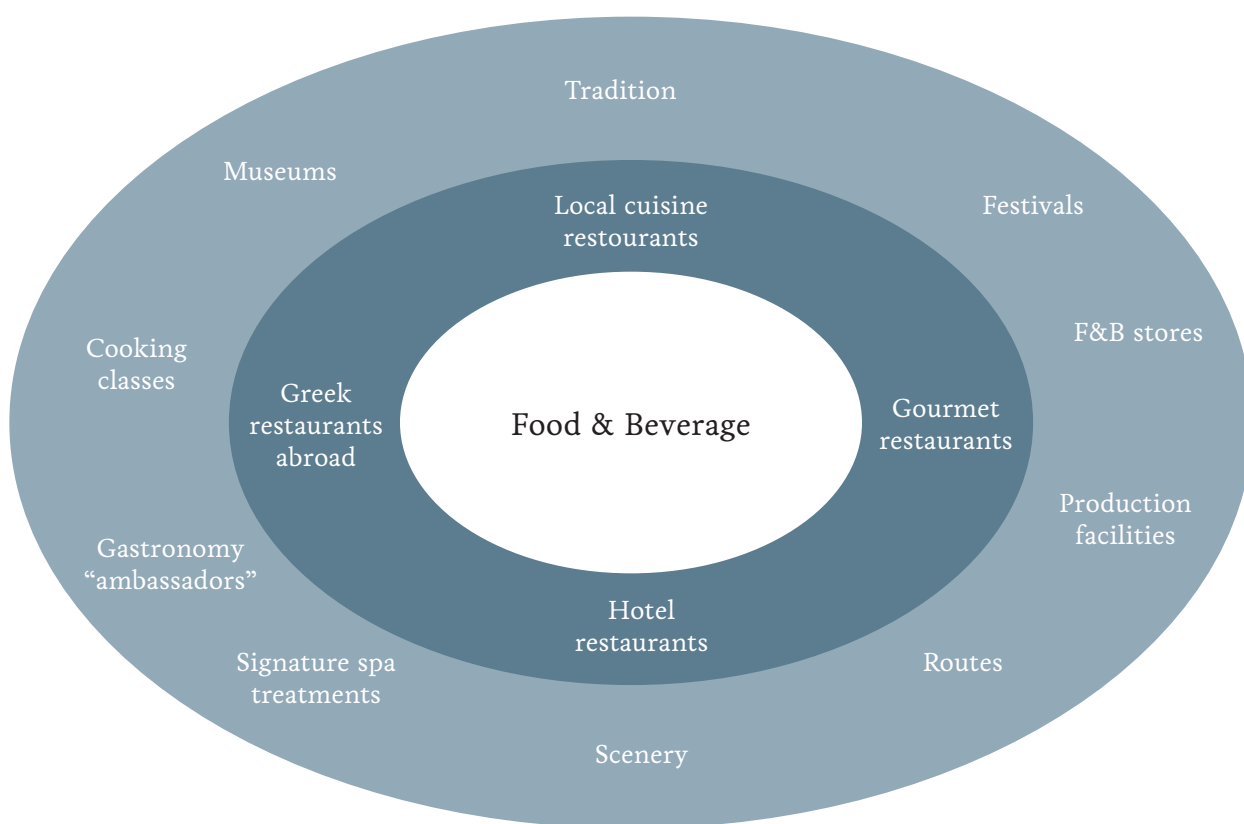 Tradition
Museums
Festivals
Local cuisine
restourants
F&B stores
Cooking
classes
Greek
restaurants
abroad
Food & Beverage
Gourmet
restaurants
Production
facilities
Gastronomy
“ambassadors”
Hotel
restaurants
Signature spa
treatments
Routes
Scenery